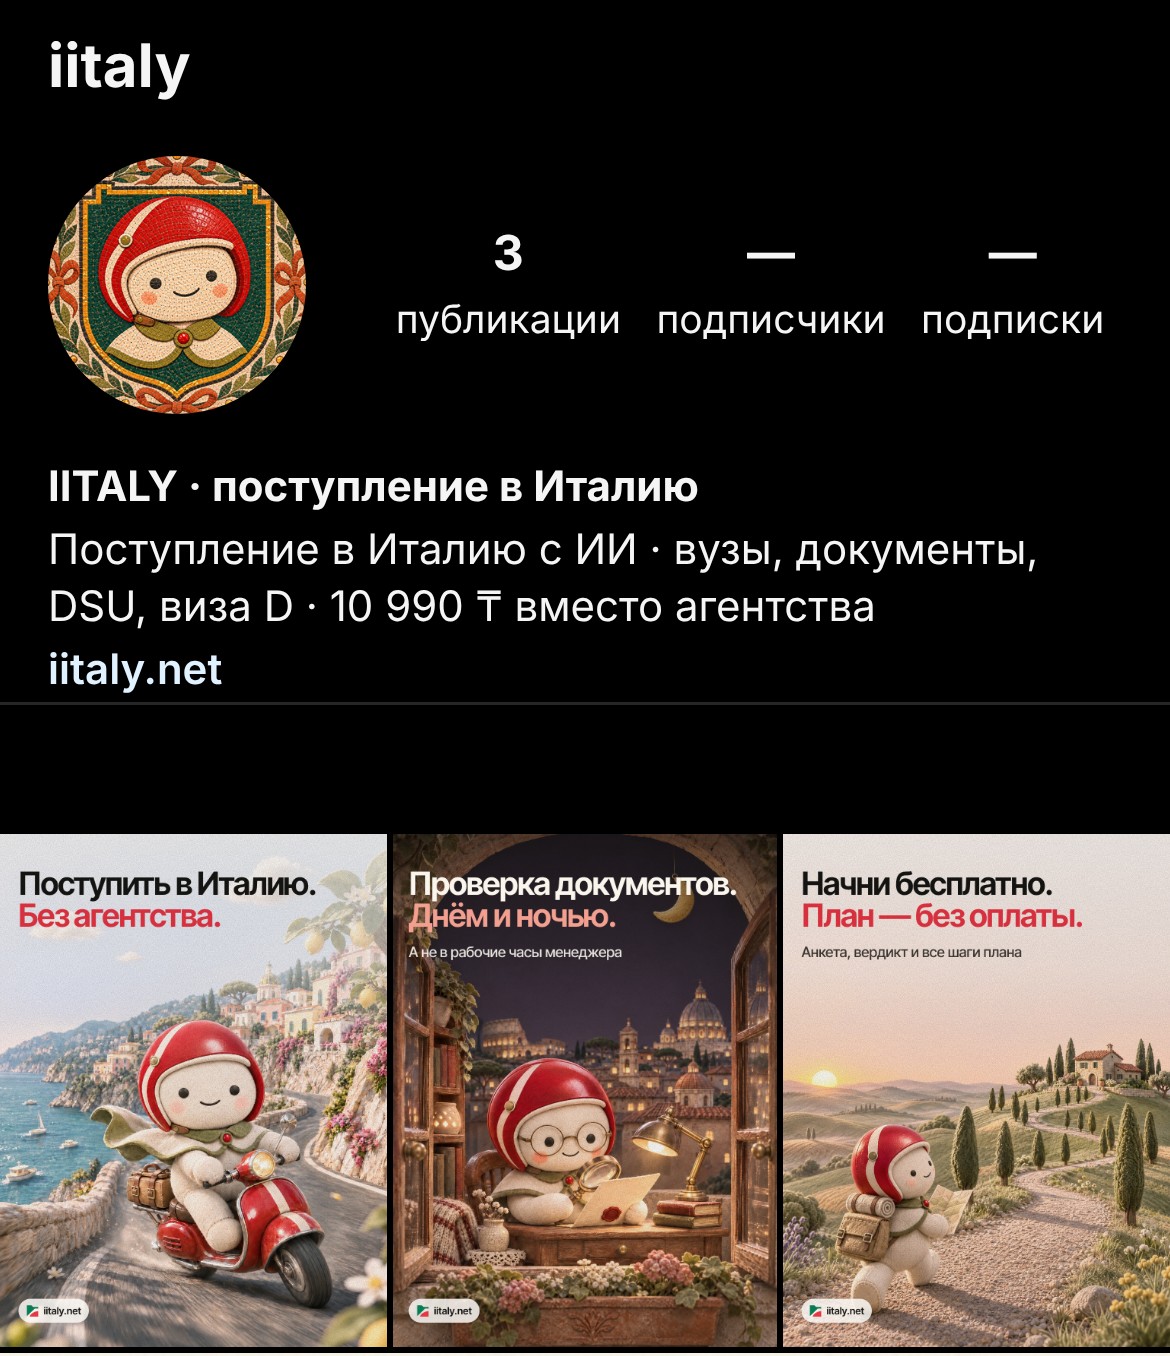 iitaly
3
—
—
публикации
подписчики
подписки
IITALY · поступление в Италию
Поступление в Италию с ИИ · вузы, документы,
DSU, виза D · 10 990 ₸ вместо агентства
iitaly.net
Поступить в Италию.
Без агентства.
iitaly.net
Проверка документов.
Днём и ночью.
А не в рабочие часы менеджера
iitaly.net
Начни бесплатно.
План — без оплаты.
Анкета, вердикт и все шаги плана
iitaly.net